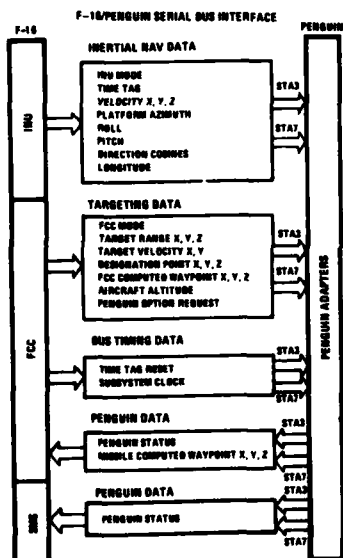 F-16/PENGUIN SERIAL BUS INTERFACE
F-16
PENGUIN
INERTIAL NAV DATA
INU
INU MODE
TIME TAG
VELOCITY X, Y, Z
PLATFORM AZIMUTH
ROLL
PITCH
DIRECTION COSINES
LONGITUDE
STA3
STA7
TARGETING DATA
FCC
FCC MODE
TARGET RANGE X, Y, Z
TARGET VELOCITY X, Y
DESIGNATION POINT X, Y, Z
FCC COMPUTED WAYPOINT X, Y, Z
AIRCRAFT ALTITUDE
PENGUIN OPTION REQUEST
STA3
STA7
PENGUIN ADAPTERS
BUS TIMING DATA
TIME TAG RESET
SUBSYSTEM CLOCK
STA3
STA7
PENGUIN DATA
PENGUIN STATUS
MISSILE COMPUTED WAYPOINT X, Y, Z
STA3
STA7
PENGUIN DATA
SMS
PENGUIN STATUS
STA3
STA7